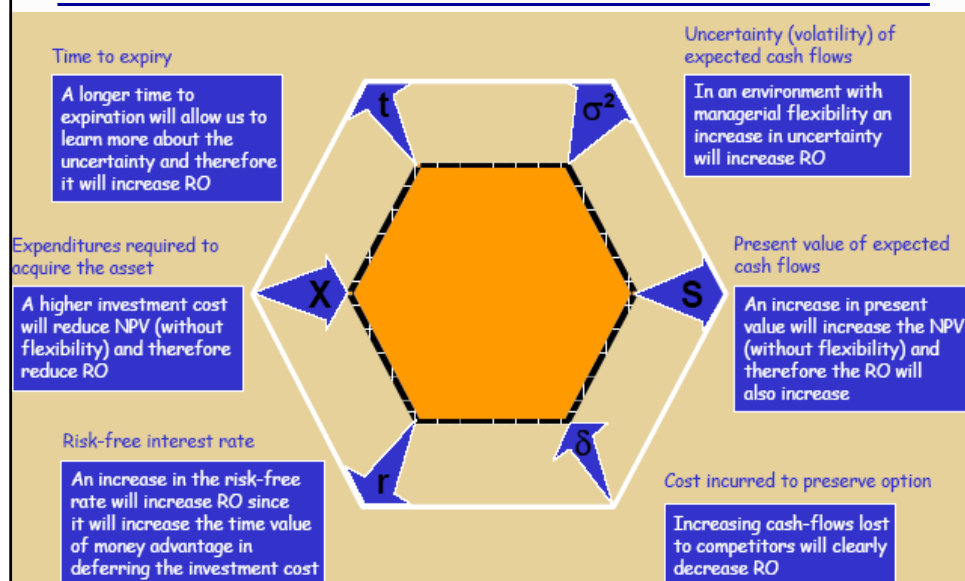 Time to expiry
A longer time to
expiration will allow us to
learn more about the
uncertainty and therefore
it will increase RO
Uncertainty (volatility) of
expected cash flows
In an environment with
managerial flexibility an
increase in uncertainty
will increase RO
t
σ²
Expenditures required to
acquire the asset
A higher investment cost
will reduce NPV (without
flexibility) and therefore
reduce RO
X
S
Present value of expected
cash flows
An increase in present
value will increase the NPV
(without flexibility) and
therefore the RO will
also increase
Risk-free interest rate
An increase in the risk-free
rate will increase RO since
it will increase the time value
of money advantage in
deferring the investment cost
r
δ
Cost incurred to preserve option
Increasing cash-flows lost
to competitors will clearly
decrease RO